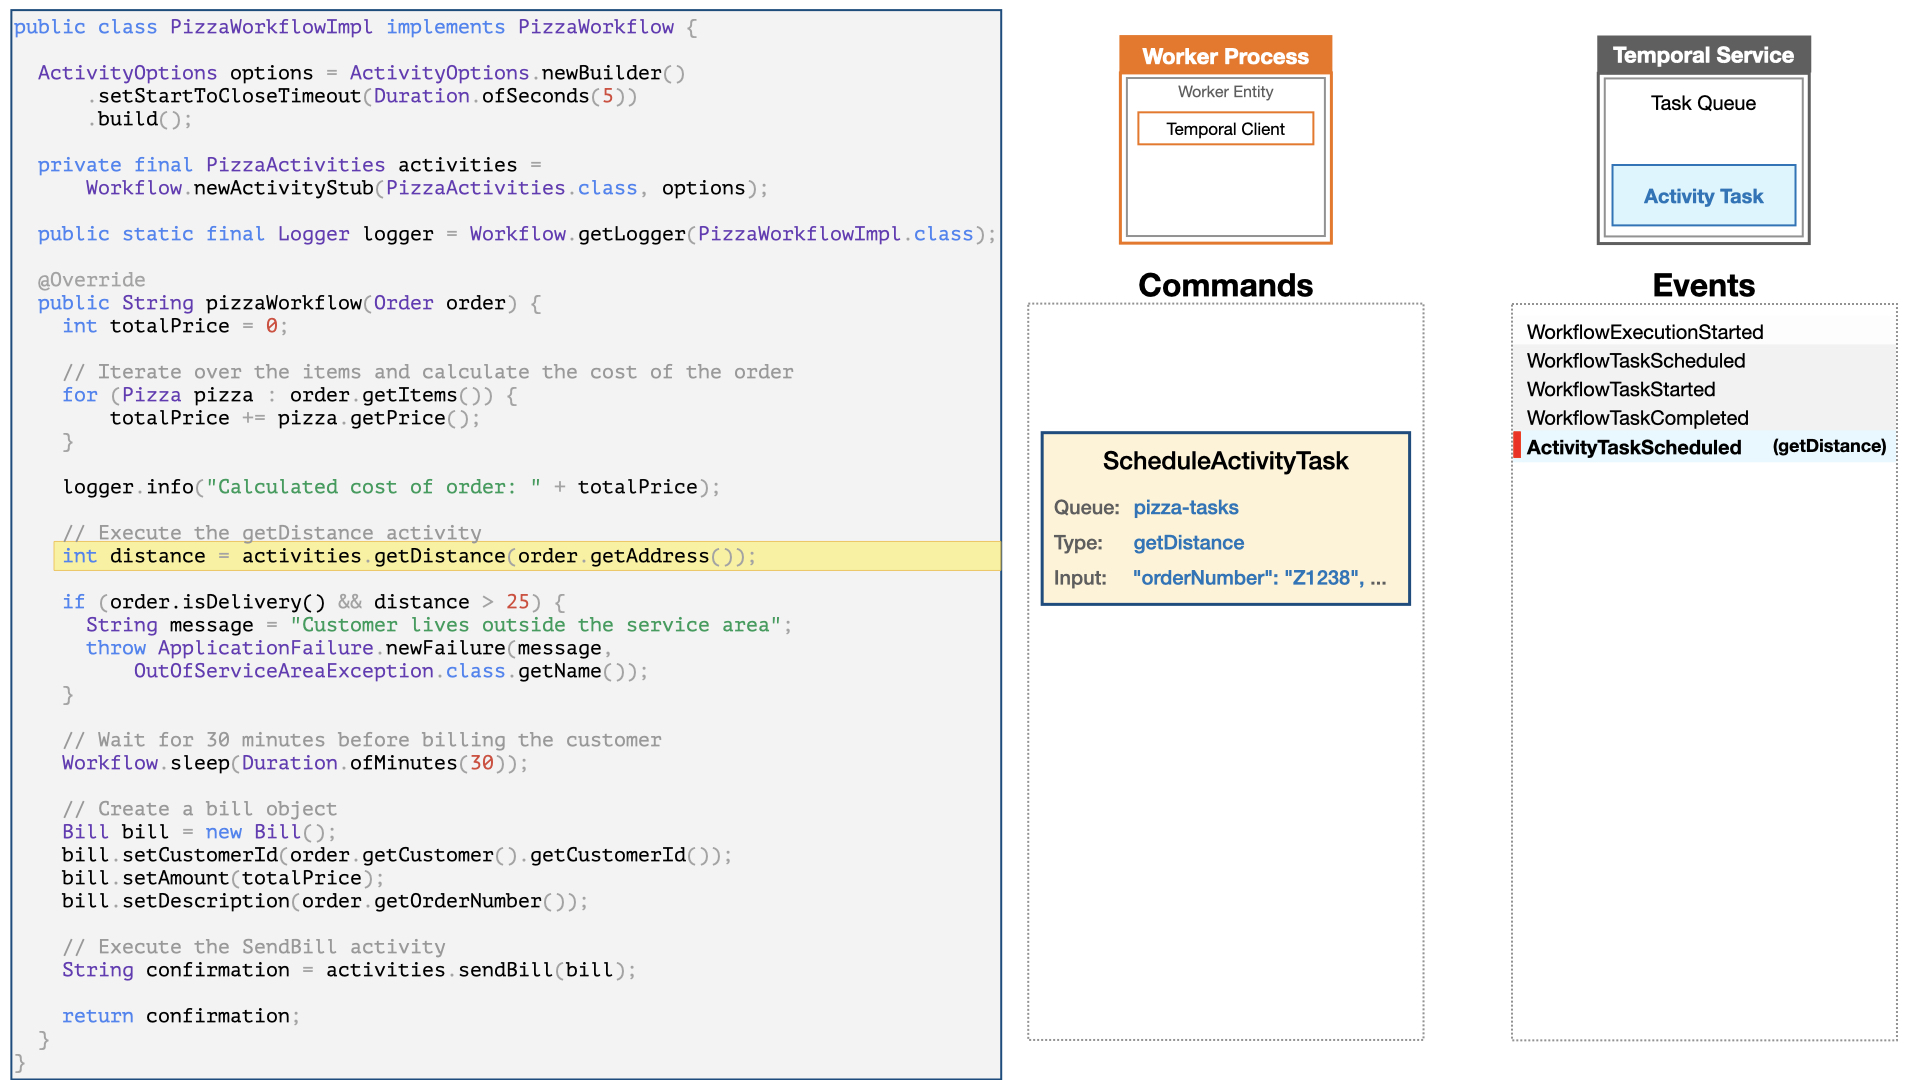 public class PizzaWorkflowImpl implements PizzaWorkflow {
ActivityOptions options = ActivityOptions.newBuilder()
.setStartToCloseTimeout(Duration.ofSeconds(5))
.build();
private final PizzaActivities activities =
Workflow.newActivityStub(PizzaActivities.class, options);
public static final Logger logger = Workflow.getLogger(PizzaWorkflowImpl.class);
@Override
public String pizzaWorkflow(Order order) {
int totalPrice = 0;
// Iterate over the items and calculate the cost of the order
for (Pizza pizza : order.getItems()) {
totalPrice += pizza.getPrice();
}
logger.info("Calculated cost of order: " + totalPrice);
// Execute the getDistance activity
int distance = activities.getDistance(order.getAddress());
if (order.isDelivery() && distance > 25) {
String message = "Customer lives outside the service area";
throw ApplicationFailure.newFailure(message,
OutOfServiceAreaException.class.getName());
}
// Wait for 30 minutes before billing the customer
Workflow.sleep(Duration.ofMinutes(30));
// Create a bill object
Bill bill = new Bill();
bill.setCustomerId(order.getCustomer().getCustomerId());
bill.setAmount(totalPrice);
bill.setDescription(order.getOrderNumber());
// Execute the SendBill activity
String confirmation = activities.sendBill(bill);
return confirmation;
}
}
Worker Process
Worker Entity
Temporal Client
Commands
ScheduleActivityTask
Queue: pizza-tasks
Type: getDistance
Input: "orderNumber": "Z1238", ...
Temporal Service
Task Queue
Activity Task
Events
WorkflowExecutionStarted
WorkflowTaskScheduled
WorkflowTaskStarted
WorkflowTaskCompleted
ActivityTaskScheduled (getDistance)